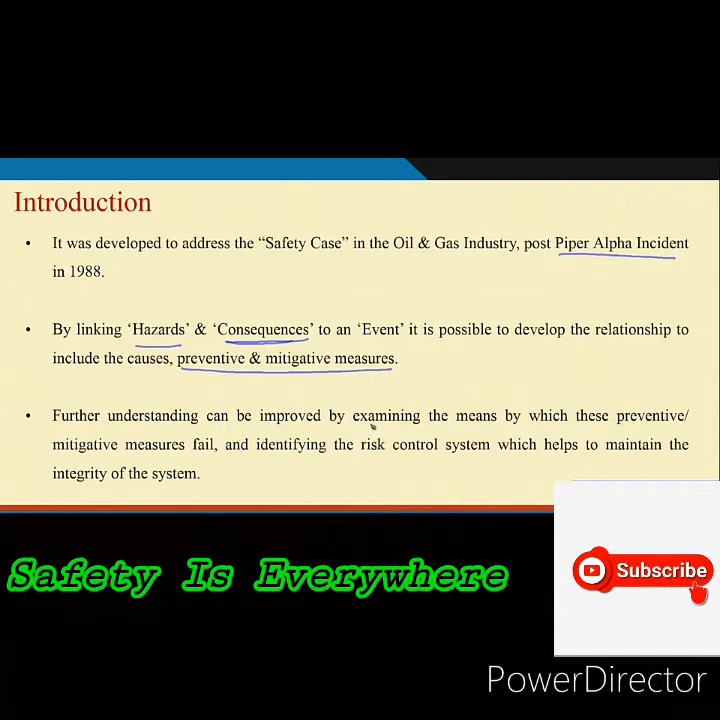 Introduction
• It was developed to address the “Safety Case” in the Oil & Gas Industry, post Piper Alpha Incident
in 1988.
• By linking ‘Hazards’ & ‘Consequences’ to an ‘Event’ it is possible to develop the relationship to
include the causes, preventive & mitigative measures.
• Further understanding can be improved by examining the means by which these preventive/
mitigative measures fail, and identifying the risk control system which helps to maintain the
integrity of the system.
Safety Is Everywhere
Subscribe
PowerDirector